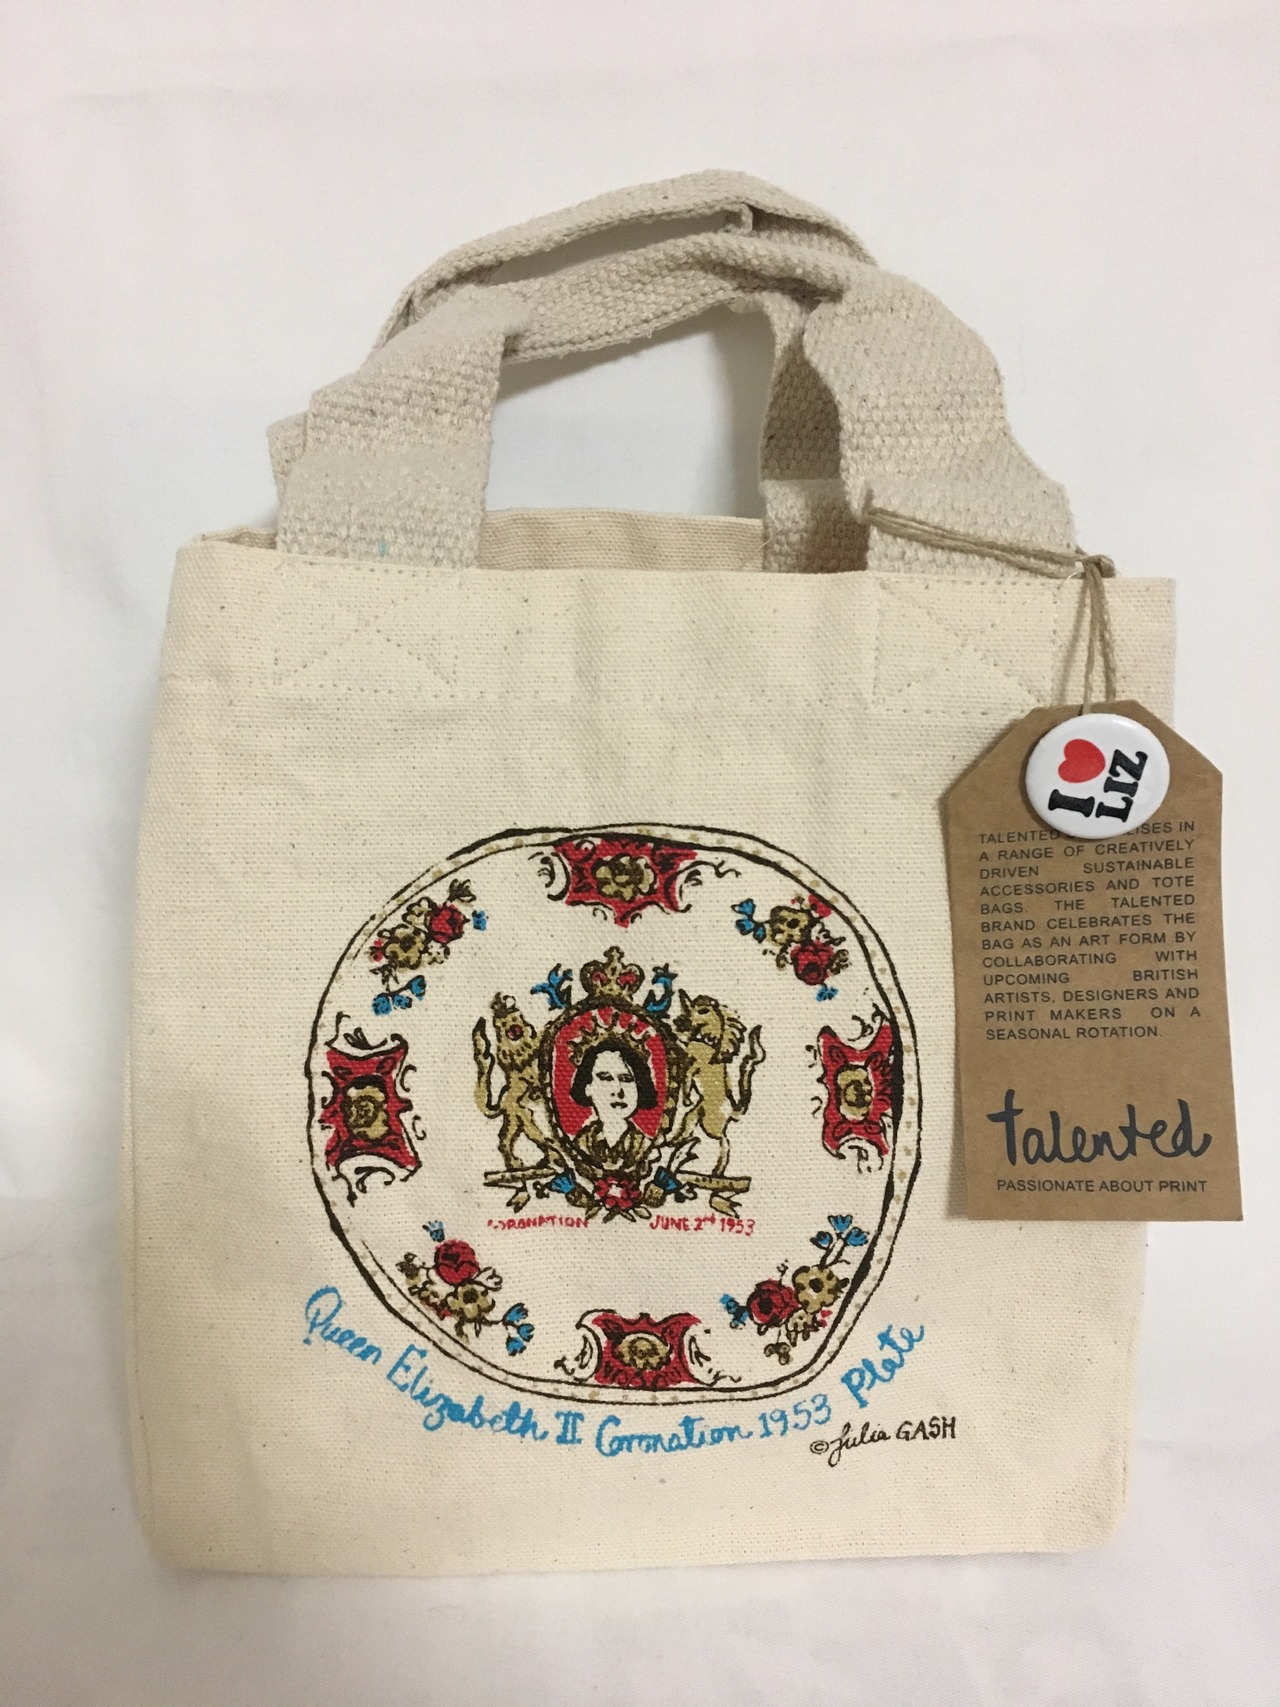 I ♥
LIZ
TALENTED
A RANGE OF CREATIVELY
DRIVEN SUSTAINABLE
ACCESSORIES AND TOTE
BAGS. THE TALENTED
BRAND CELEBRATES THE
BAG AS AN ART FORM BY
COLLABORATING WITH
UPCOMING BRITISH
ARTISTS, DESIGNERS AND
PRINT MAKERS ON A
SEASONAL ROTATION.
talented
PASSIONATE ABOUT PRINT
CORONATION JUNE 2nd 1953
Queen Elizabeth II Coronation 1953 Plate
© Julia GASH